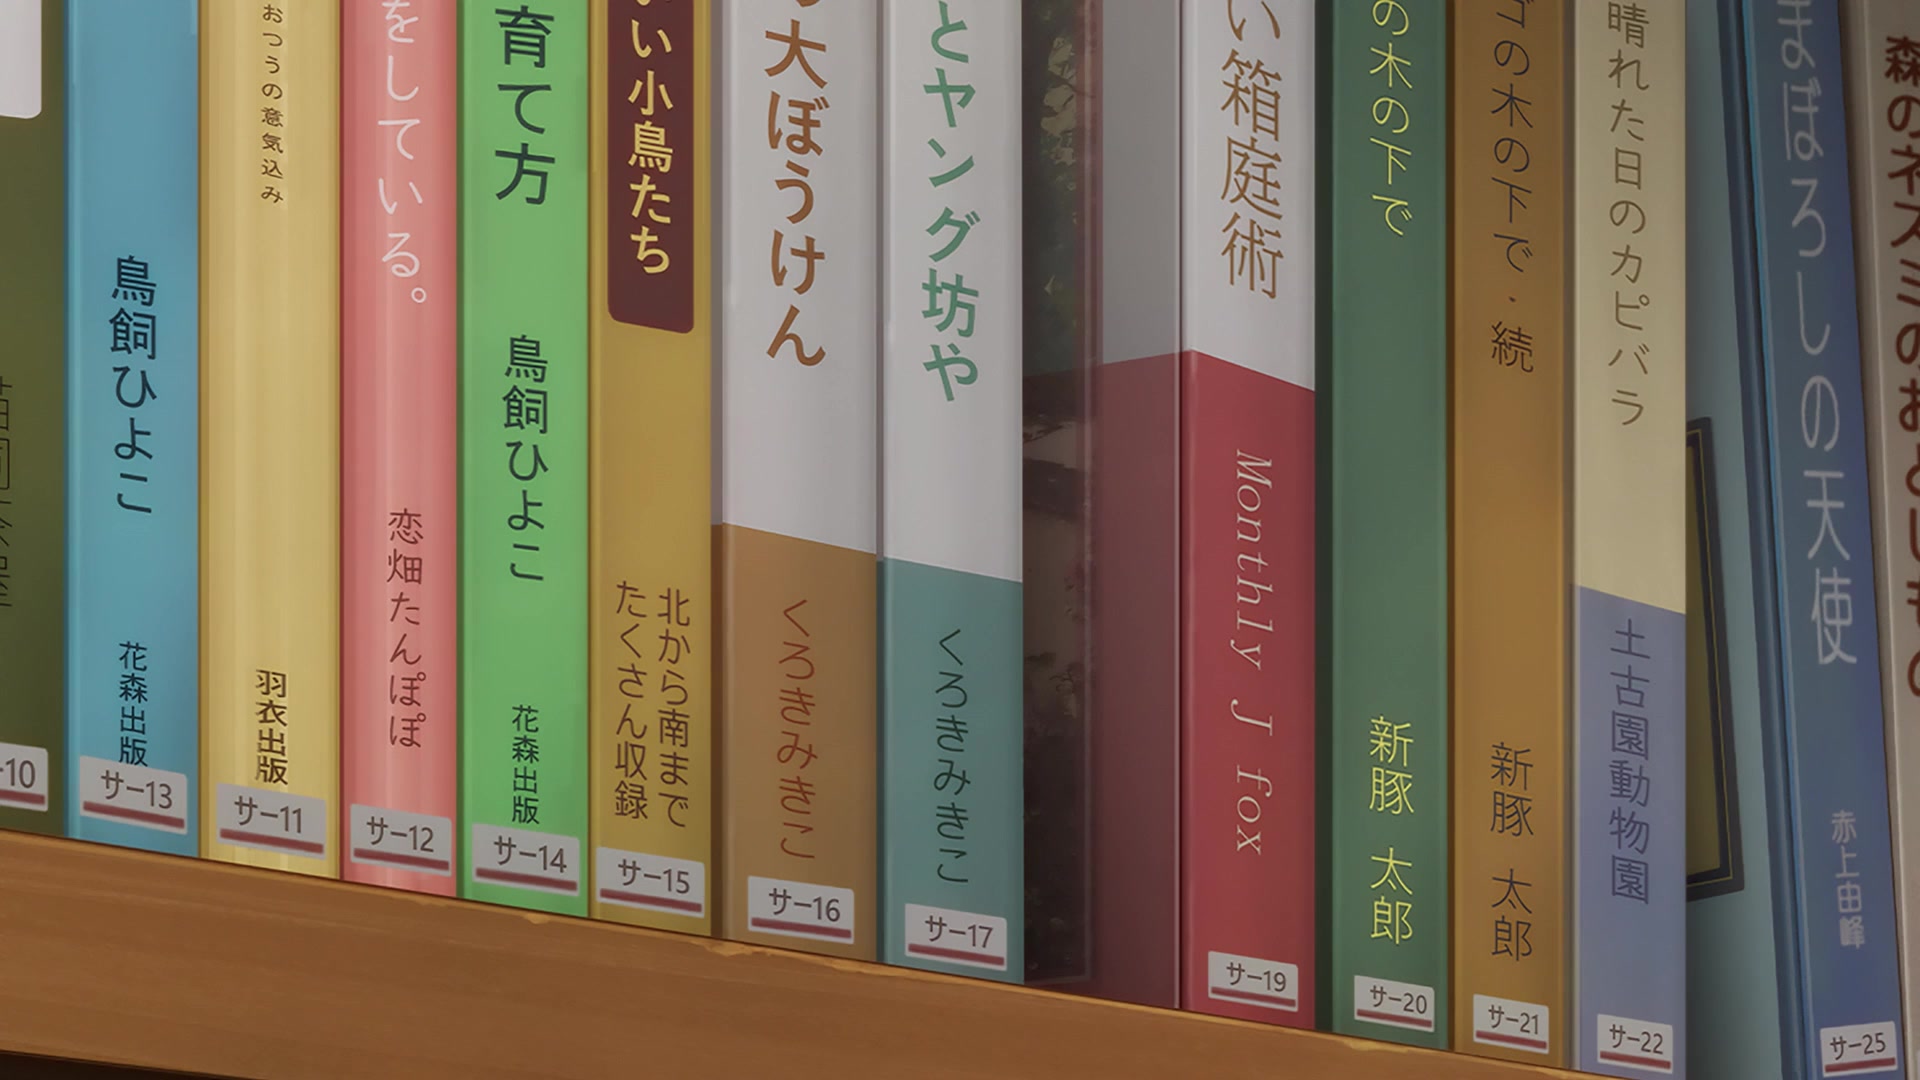 -10
鳥飼ひよこ
花森出版
サ-13
おつうの意気込み
羽衣出版
サ-11
をしている。
恋畑たんぽぽ
サ-12
育て方
鳥飼ひよこ
花森出版
サ-14
い小鳥たち
北から南まで
たくさん収録
サ-15
大ぼうけん
くろきみきこ
サ-16
とヤング坊や
くろきみきこ
サ-17
い箱庭術
Monthly J fox
サ-19
の木の下で
新豚 太郎
サ-20
ゴの木の下で・続
新豚 太郎
サ-21
晴れた日のカピバラ
土古園動物園
サ-22
まぼろしの天使
赤上由峰
サ-25
森のネズミのおとしもの